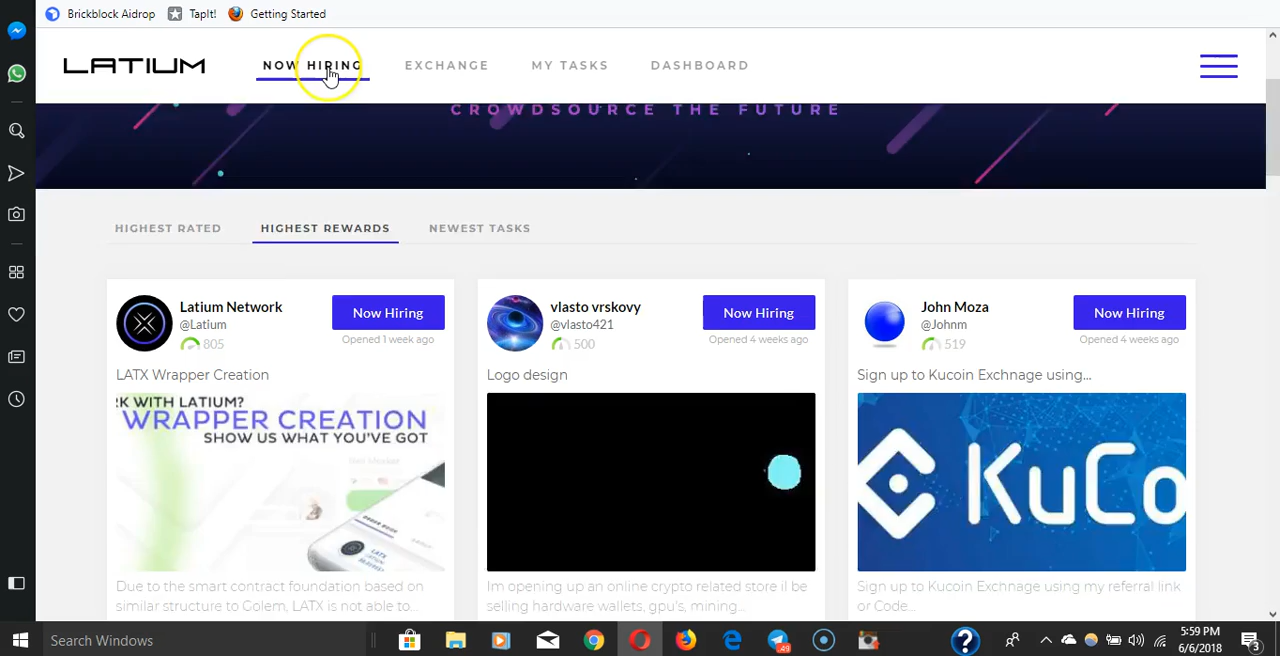 Brickblock Aidrop TapIt! Getting Started
LATIUM NOW HIRING EXCHANGE MY TASKS DASHBOARD
CROWDSOURCE THE FUTURE
HIGHEST RATED HIGHEST REWARDS NEWEST TASKS
Latium Network
@Latium
805
Now Hiring
Opened 1 week ago
LATX Wrapper Creation
RK WITH LATIUM?
WRAPPER CREATION
SHOW US WHAT YOU'VE GOT
Due to the smart contract foundation based on
similar structure to Golem, LATX is not able to...
vlasto vrskovy
@vlasto421
500
Now Hiring
Opened 4 weeks ago
Logo design
Im opening up an online crypto related store il be
selling hardware wallets, gpu's, mining...
John Moza
@Johnm
519
Now Hiring
Opened 4 weeks ago
Sign up to Kucoin Exchnage using...
KuCo
Sign up to Kucoin Exchnage using my referral link
or Code...
Search Windows
49
5:59 PM
6/6/2018
3